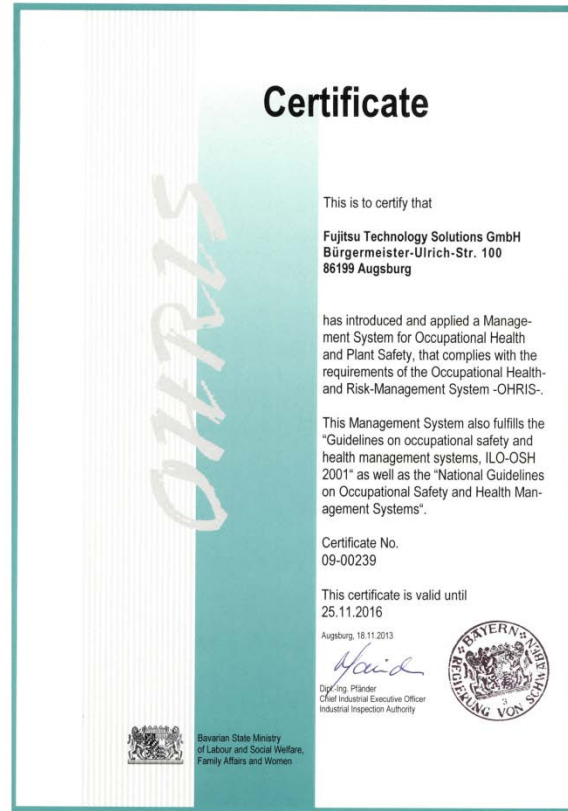 Certificate
OHRIS
This is to certify that
Fujitsu Technology Solutions GmbH
Bürgermeister-Ulrich-Str. 100
86199 Augsburg
has introduced and applied a Manage-
ment System for Occupational Health
and Plant Safety, that complies with the
requirements of the Occupational Health-
and Risk-Management System -OHRIS-.
This Management System also fulfills the
“Guidelines on occupational safety and
health management systems, ILO-OSH
2001“ as well as the “National Guidelines
on Occupational Safety and Health Man-
agement Systems“.
Certificate No.
09-00239
This certificate is valid until
25.11.2016
Augsburg, 18.11.2013
Dipl.-Ing. Pfänder
Chief Industrial Executive Officer
Industrial Inspection Authority
BAYERN
REGIERUNG VON SCHWABEN
3
Bavarian State Ministry
of Labour and Social Welfare,
Family Affairs and Women